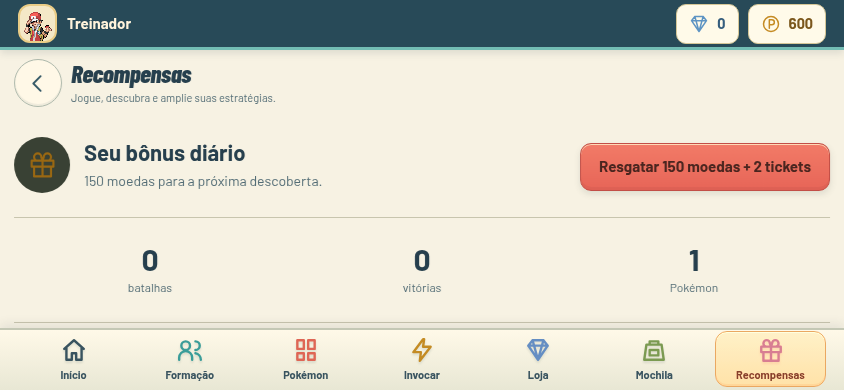 Treinador
0
600
Recompensas
Jogue, descubra e amplie suas estratégias.
Seu bônus diário
150 moedas para a próxima descoberta.
Resgatar 150 moedas + 2 tickets
0
batalhas
0
vitórias
1
Pokémon
Início
Formação
Pokémon
Invocar
Loja
Mochila
Recompensas